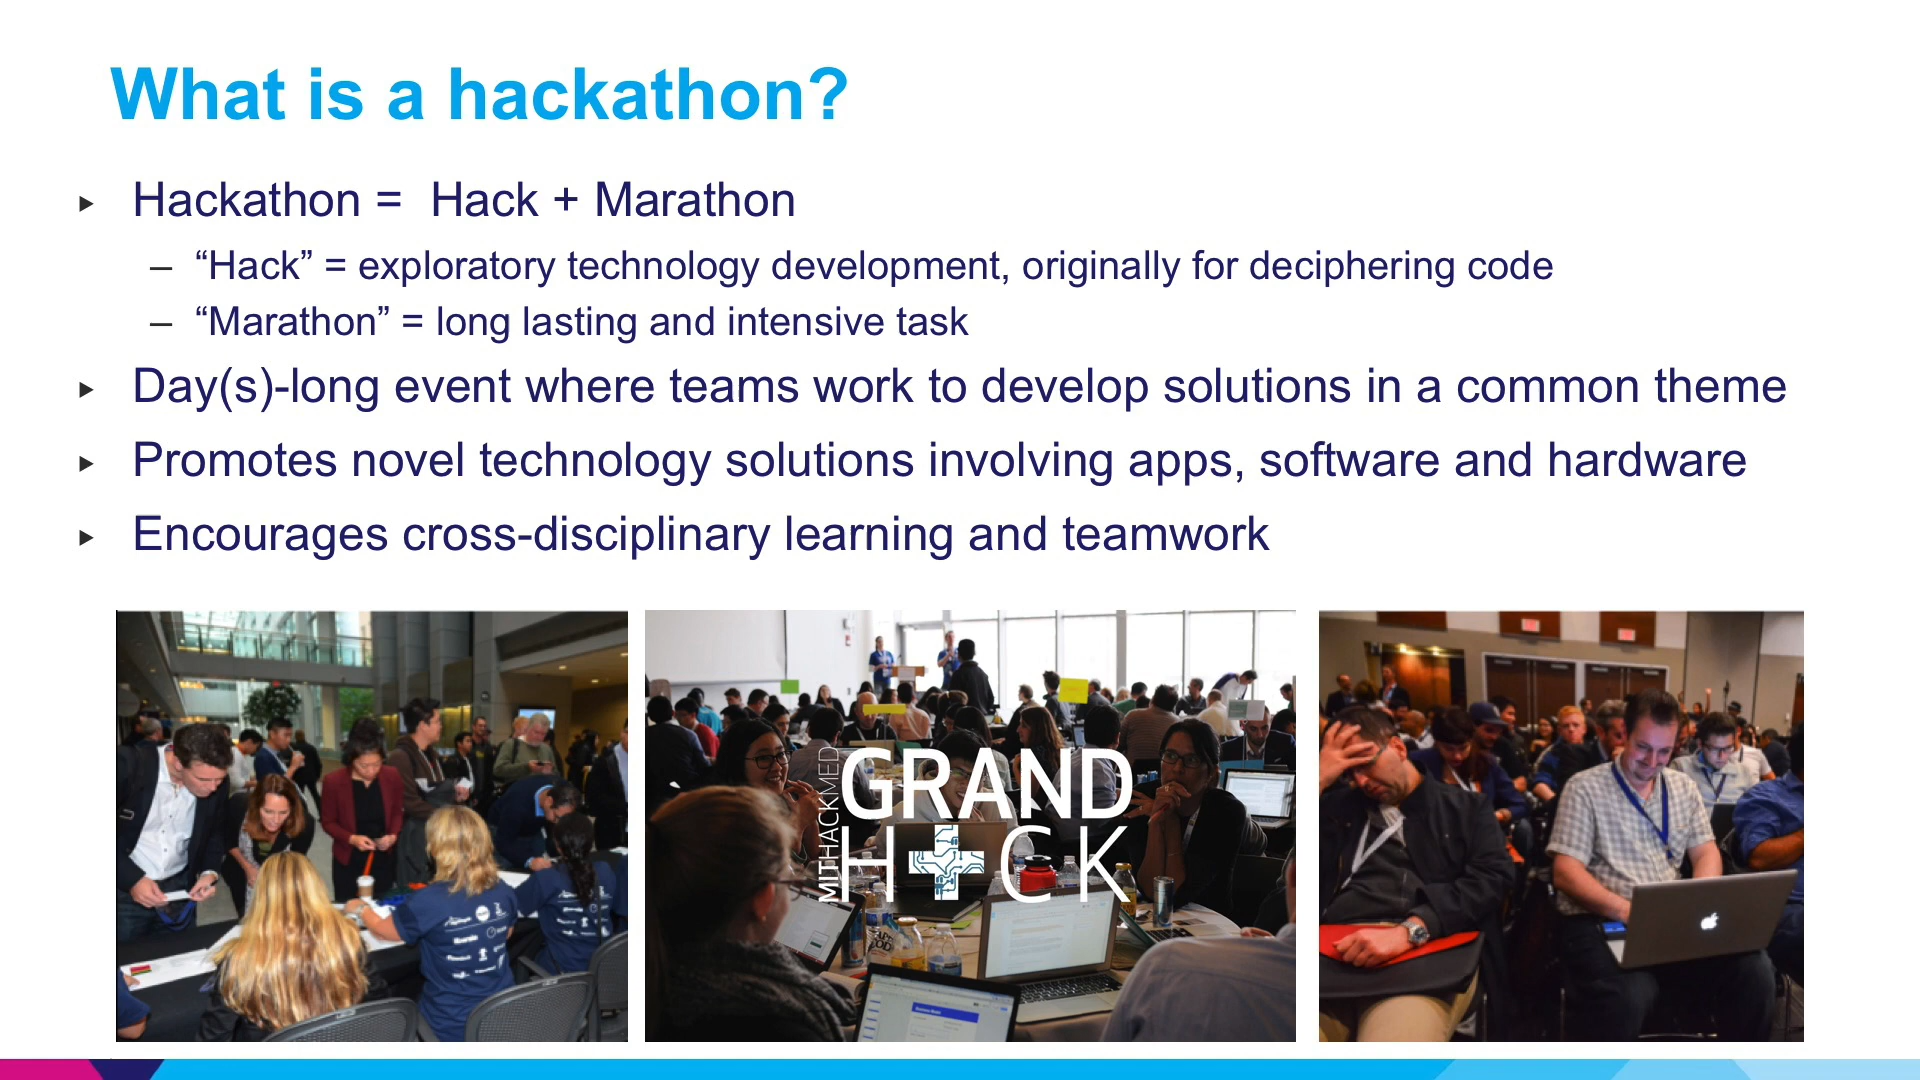 What is a hackathon?
▸ Hackathon = Hack + Marathon
– “Hack” = exploratory technology development, originally for deciphering code
– “Marathon” = long lasting and intensive task
▸ Day(s)-long event where teams work to develop solutions in a common theme
▸ Promotes novel technology solutions involving apps, software and hardware
▸ Encourages cross-disciplinary learning and teamwork
MITHACKMED
GRAND
H CK